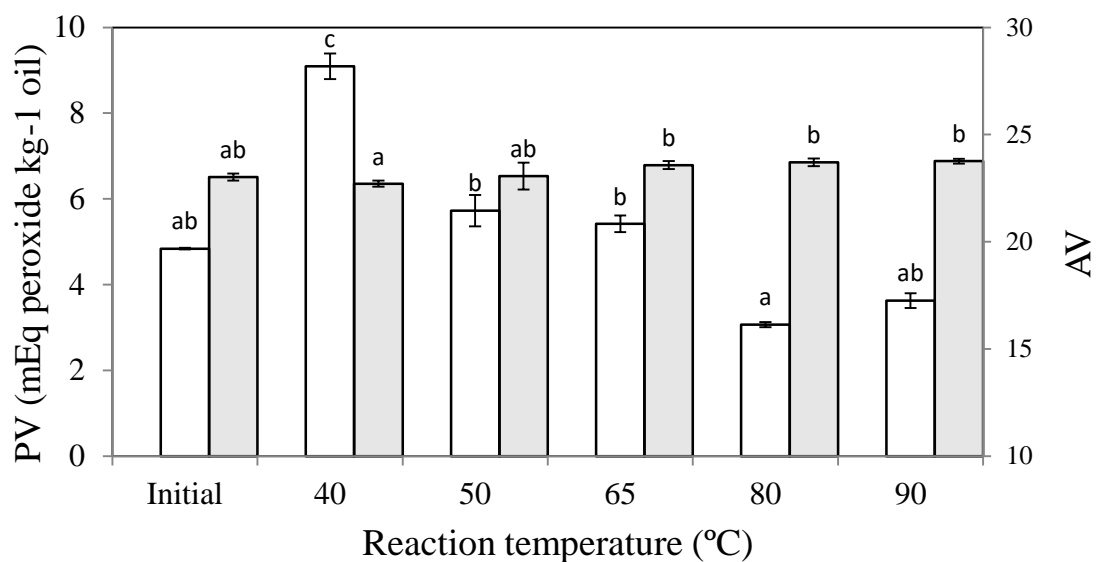 PV (mEq peroxide kg-1 oil)
10
8
6
4
2
0
30
25
20
15
10
AV
ab
ab
c
a
b
ab
b
b
a
b
ab
b
Initial
40
50
65
80
90
Reaction temperature (ºC)